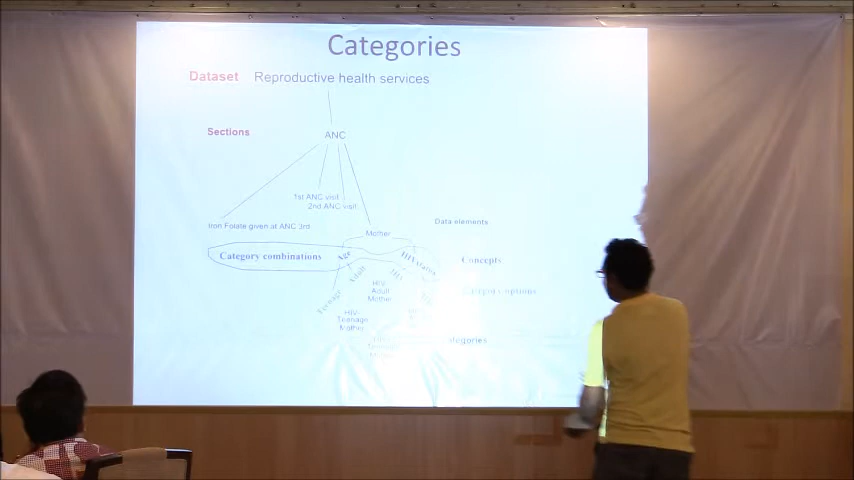 Categories
Dataset Reproductive health services
Sections
ANC
1st ANC visit
2nd ANC visit
Iron Folate given at ANC 3rd
Data elements
Mother
Category combinations
Age
HIV status
Concepts
Teenage
Adult
HIV-
Adult
Mother
HIV-
Teenage
Mother